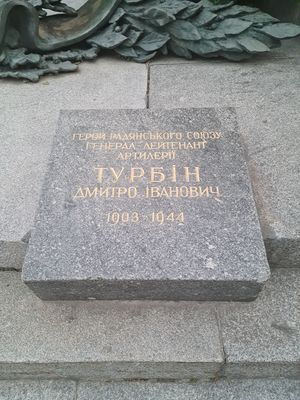 ГЕРОЙ РАДЯНСЬКОГО СОЮЗУ
ГЕНЕРАЛ-ЛЕЙТЕНАНТ
АРТИЛЕРІЇ
ТУРБІН
ДМИТРО ІВАНОВИЧ
1903-1944